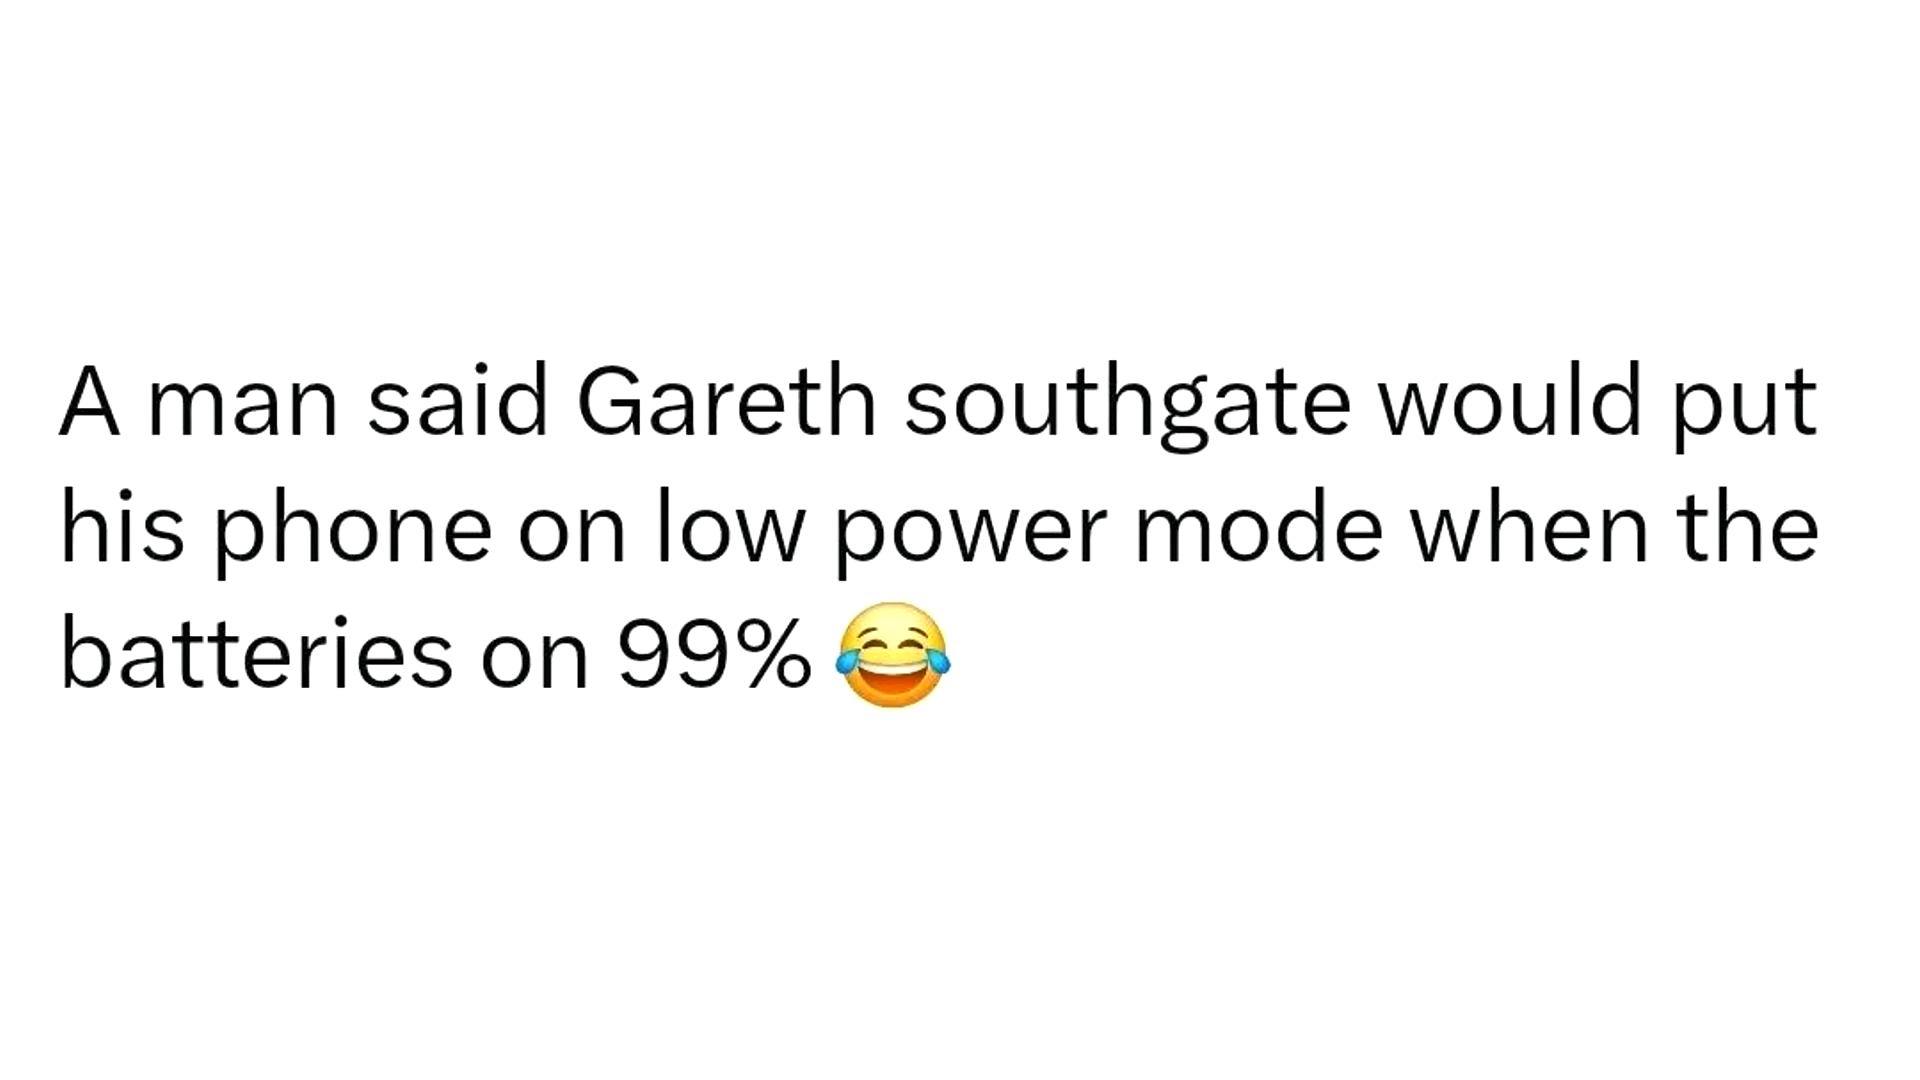 A man said Gareth southgate would put
his phone on low power mode when the
batteries on 99% 😂